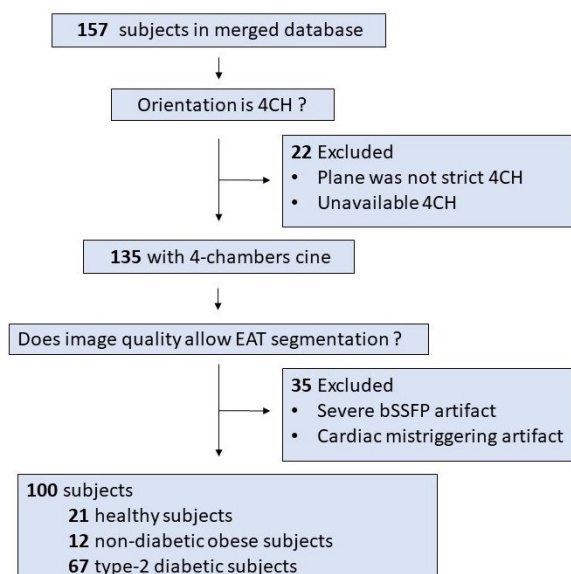 157 subjects in merged database
Orientation is 4CH ?
22 Excluded
• Plane was not strict 4CH
• Unavailable 4CH
135 with 4-chambers cine
Does image quality allow EAT segmentation ?
35 Excluded
• Severe bSSFP artifact
• Cardiac mistriggering artifact
100 subjects
21 healthy subjects
12 non-diabetic obese subjects
67 type-2 diabetic subjects